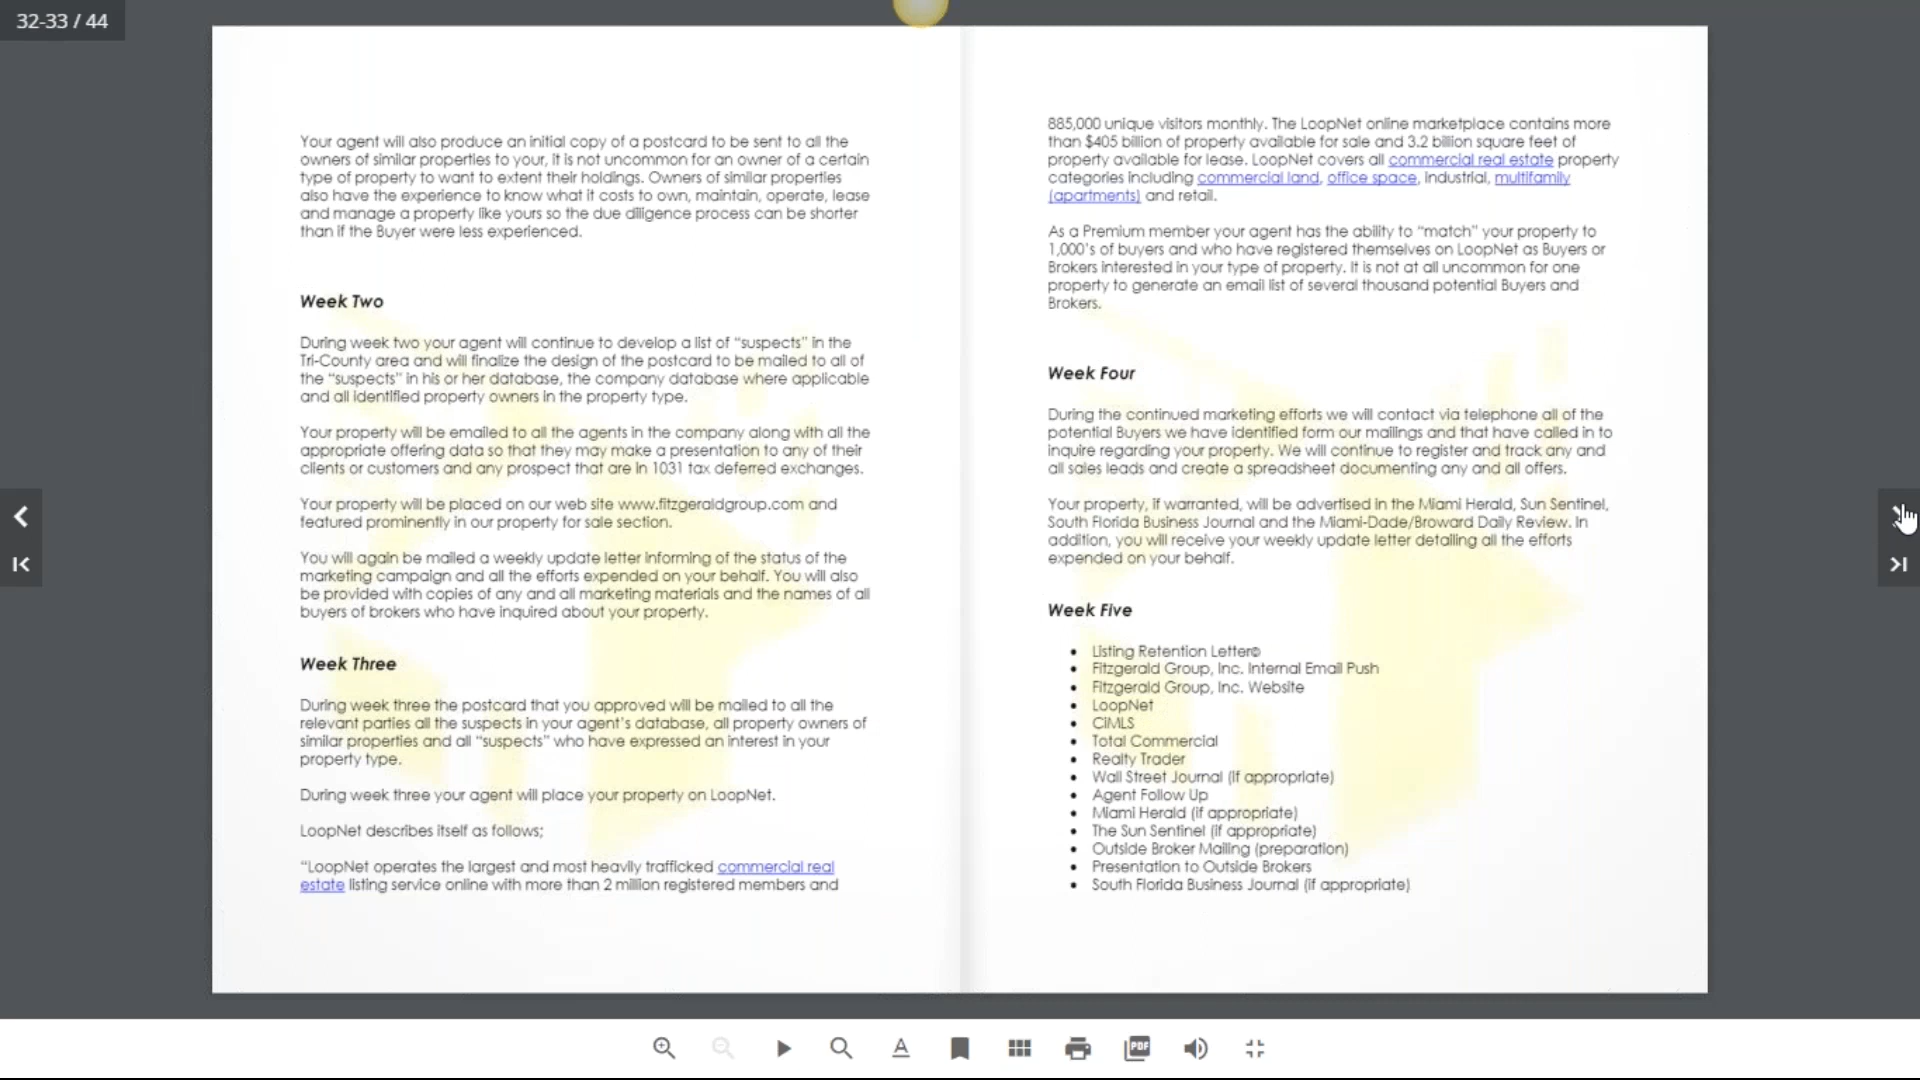 32-33 / 44
Your agent will also produce an initial copy of a postcard to be sent to all the
owners of similar properties to your, it is not uncommon for an owner of a certain
type of property to want to extent their holdings. Owners of similar properties
also have the experience to know what it costs to own, maintain, operate, lease
and manage a property like yours so the due diligence process can be shorter
than if the Buyer were less experienced.
Week Two
During week two your agent will continue to develop a list of “suspects” in the
Tri-County area and will finalize the design of the postcard to be mailed to all of
the “suspects” in his or her database, the company database where applicable
and all identified property owners in the property type.
Your property will be emailed to all the agents in the company along with all the
appropriate offering data so that they may make a presentation to any of their
clients or customers and any prospect that are in 1031 tax deferred exchanges.
Your property will be placed on our web site www.fitzgeraldgroup.com and
featured prominently in our property for sale section.
You will again be mailed a weekly update letter informing of the status of the
marketing campaign and all the efforts expended on your behalf. You will also
be provided with copies of any and all marketing materials and the names of all
buyers of brokers who have inquired about your property.
Week Three
During week three the postcard that you approved will be mailed to all the
relevant parties all the suspects in your agent’s database, all property owners of
similar properties and all “suspects” who have expressed an interest in your
property type.
During week three your agent will place your property on LoopNet.
LoopNet describes itself as follows;
“LoopNet operates the largest and most heavily trafficked commercial real
estate listing service online with more than 2 million registered members and
885,000 unique visitors monthly. The LoopNet online marketplace contains more
than $405 billion of property available for sale and 3.2 billion square feet of
property available for lease. LoopNet covers all commercial real estate property
categories including commercial land, office space, industrial, multifamily
(apartments) and retail.
As a Premium member your agent has the ability to “match” your property to
1,000’s of buyers and who have registered themselves on LoopNet as Buyers or
Brokers interested in your type of property. It is not at all uncommon for one
property to generate an email list of several thousand potential Buyers and
Brokers.
Week Four
During the continued marketing efforts we will contact via telephone all of the
potential Buyers we have identified form our mailings and that have called in to
inquire regarding your property. We will continue to register and track any and
all sales leads and create a spreadsheet documenting any and all offers.
Your property, if warranted, will be advertised in the Miami Herald, Sun Sentinel,
South Florida Business Journal and the Miami-Dade/Broward Daily Review. In
addition, you will receive your weekly update letter detailing all the efforts
expended on your behalf.
Week Five
• Listing Retention Letter©
• Fitzgerald Group, Inc. Internal Email Push
• Fitzgerald Group, Inc. Website
• LoopNet
• CIMLS
• Total Commercial
• Realty Trader
• Wall Street Journal (if appropriate)
• Agent Follow Up
• Miami Herald (if appropriate)
• The Sun Sentinel (if appropriate)
• Outside Broker Mailing (preparation)
• Presentation to Outside Brokers
• South Florida Business Journal (if appropriate)
A
PDF